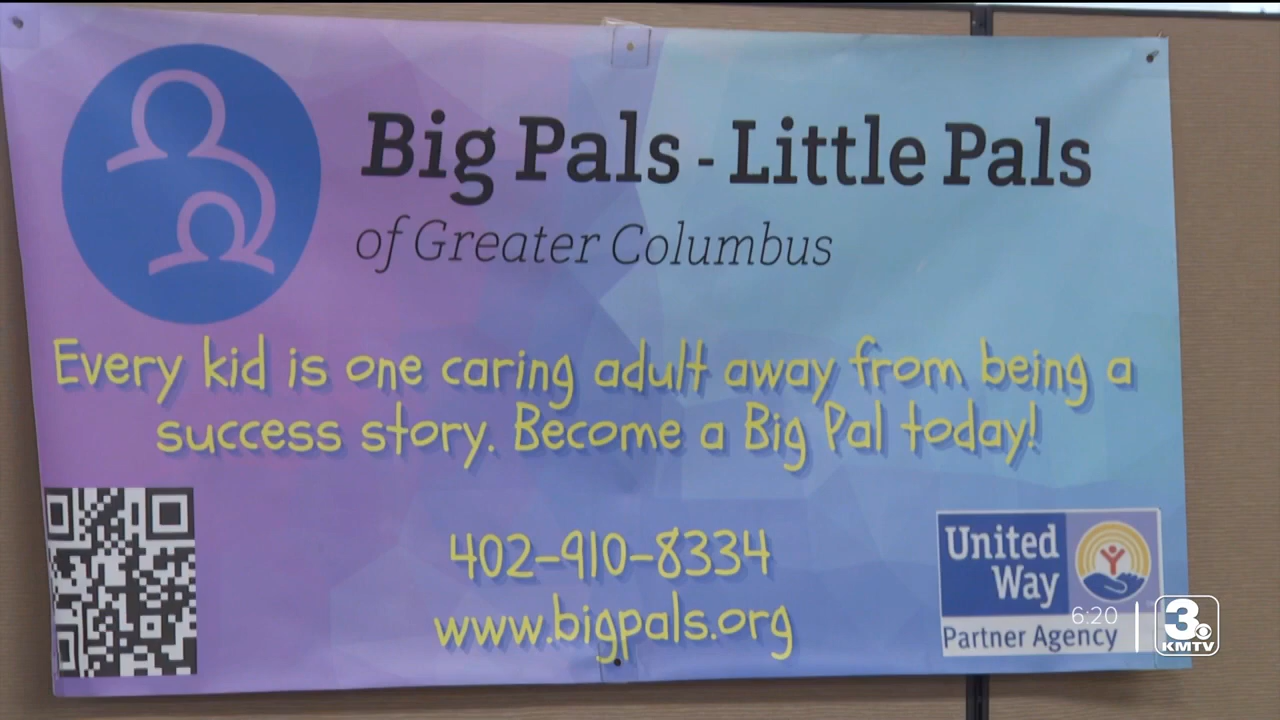 Big Pals - Little Pals
of Greater Columbus
Every kid is one caring adult away from being a
success story. Become a Big Pal today!
402-910-8334
www.bigpals.org
United
Way
Partner Agency
6:20
3
KMTV